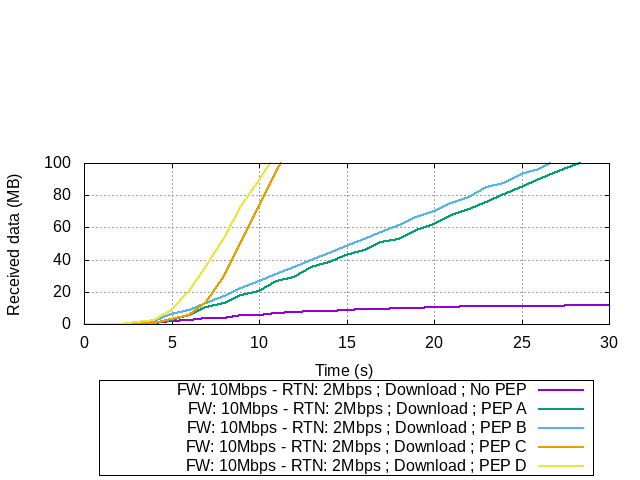 Received data (MB)
100
80
60
40
20
0
0 5 10 15 20 25 30
Time (s)
FW: 10Mbps - RTN: 2Mbps ; Download ; No PEP
FW: 10Mbps - RTN: 2Mbps ; Download ; PEP A
FW: 10Mbps - RTN: 2Mbps ; Download ; PEP B
FW: 10Mbps - RTN: 2Mbps ; Download ; PEP C
FW: 10Mbps - RTN: 2Mbps ; Download ; PEP D